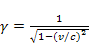 γ = 1 / √(1−(v/c)²)